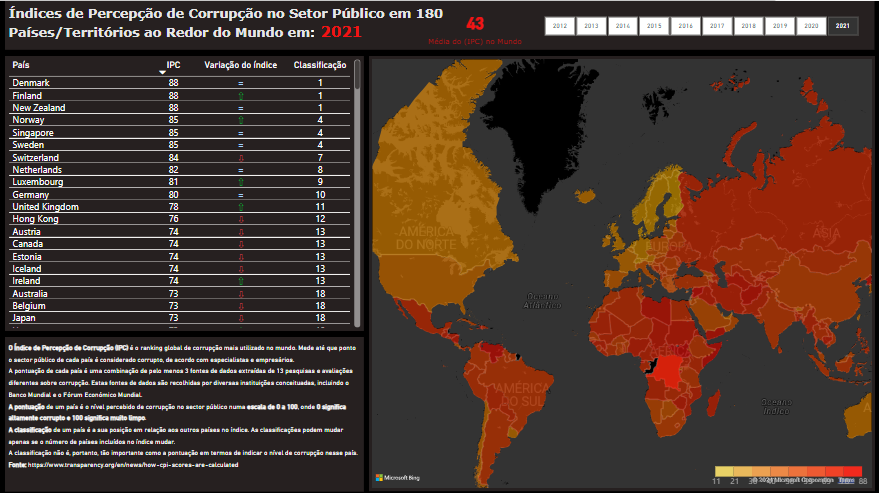 Índices de Percepção de Corrupção no Setor Público em 180
Países/Territórios ao Redor do Mundo em: 2021
43
Média do (IPC) no Mundo
2012 2013 2014 2015 2016 2017 2018 2019 2020 2021
País IPC Variação do índice Classificação
Denmark 88 = 1
Finland 88 ⇧ 1
New Zealand 88 = 1
Norway 85 ⇧ 4
Singapore 85 = 4
Sweden 85 = 4
Switzerland 84 ⇩ 7
Netherlands 82 = 8
Luxembourg 81 ⇧ 9
Germany 80 = 10
United Kingdom 78 ⇧ 11
Hong Kong 76 ⇩ 12
Austria 74 ⇩ 13
Canada 74 ⇩ 13
Estonia 74 ⇩ 13
Iceland 74 ⇩ 13
Ireland 74 ⇧ 13
Australia 73 ⇩ 18
Belgium 73 ⇩ 18
Japan 73 ⇩ 18
O Índice de Percepção de Corrupção (IPC) é o ranking global de corrupção mais utilizado no mundo. Mede até que ponto
o setor público de cada país é considerado corrupto, de acordo com especialistas e empresários.
A pontuação de cada país é uma combinação de pelo menos 3 fontes de dados extraída de 13 pesquisas e avaliações
diferentes sobre corrupção. Estas fontes de dados são recolhidas por diversas instituições conceituadas, incluindo o
Banco Mundial e o Fórum Económico Mundial.
A pontuação de um país é o nível percebido de corrupção no setor público numa escala de 0 a 100, onde 0 significa
altamente corrupto e 100 significa muito limpo.
A classificação de um país é a sua posição em relação aos outros países no índice. As classificações podem mudar
apenas se o número de países incluídos no índice mudar.
A classificação não é, portanto, tão importante como a pontuação em termos de indicar o nível de corrupção nesse país.
Fonte: https://www.transparency.org/en/news/how-cpi-scores-are-calculated
AMÉRICA
DO NORTE
EUROPA
ÁSIA
Oceano
Atlântico
ÁFRICA
AMÉRICA
DO SUL
Oceano
Índico
Microsoft Bing
© 2024 Microsoft Corporation Terms
11 21 88